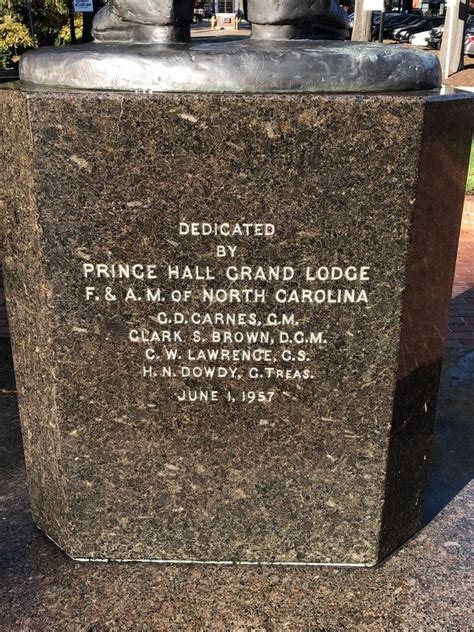 DEDICATED
BY
PRINCE HALL GRAND LODGE
F. & A. M. OF NORTH CAROLINA
C. D. CARNES, G.M.
CLARK S. BROWN, D.G.M.
C. W. LAWRENCE, G.S.
H. N. DOWDY, G. TREAS.
JUNE 1, 1957